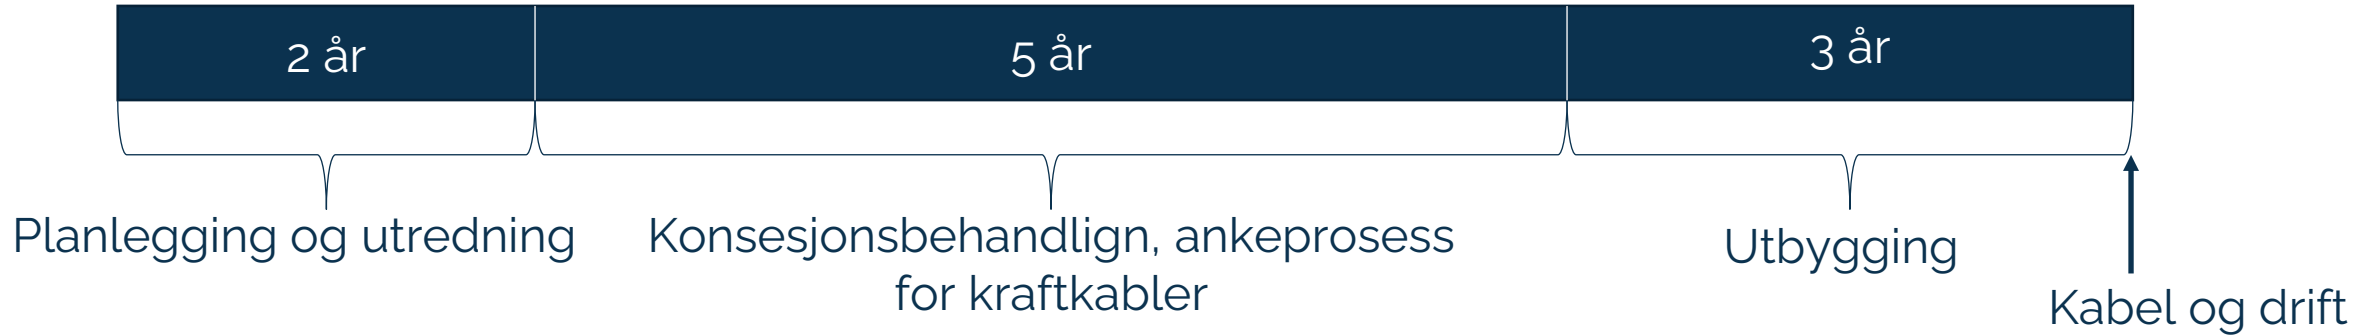 2 år
5 år
3 år
Planlegging og utredning
Konsesjonsbehandlign, ankeprosess
for kraftkabler
Utbygging
Kabel og drift